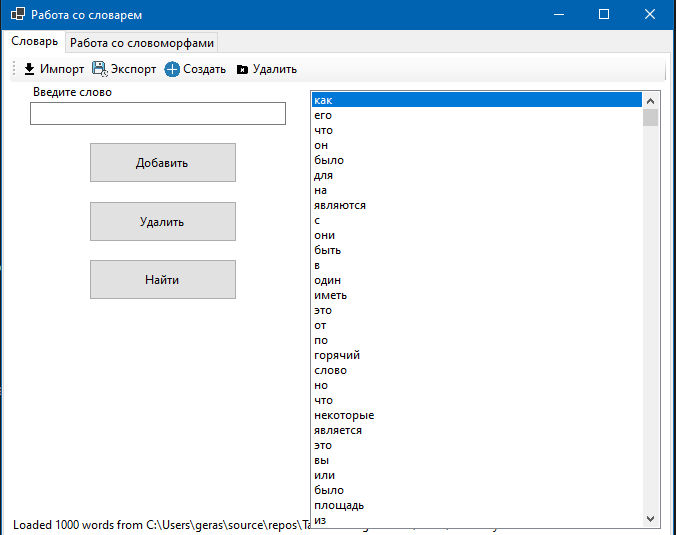 Работа со словарем
Словарь Работа со словоморфами
Импорт Экспорт Создать Удалить
Введите слово
Добавить
Удалить
Найти
как
его
что
он
было
для
на
являются
с
они
быть
в
один
иметь
это
от
по
горячий
слово
но
что
некоторые
является
это
вы
или
было
площадь
из
Loaded 1000 words from C:\Users\geras\source\repos\Ta